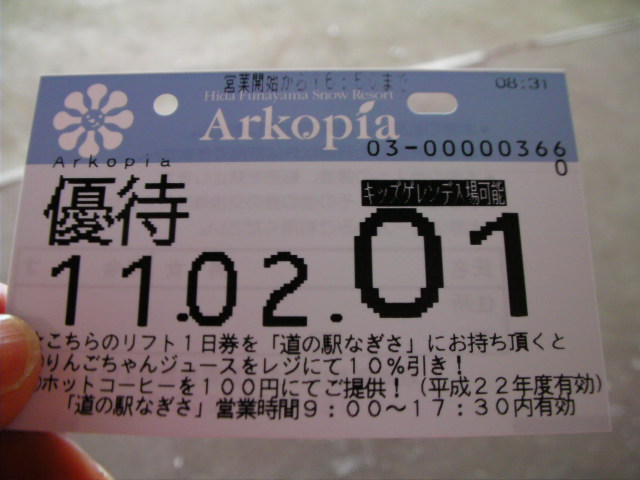 営業開始から16:50まで 08:31
Hida Funayama Snow Resort
Arkopia
03-00000366
0
Arkopia
優待
キッズゲレンデ入場可能
11.02.01
こちらのリフト1日券を「道の駅なぎさ」にお持ち頂くと
りんごちゃんジュースをレジにて10%引き!
ホットコーヒーを100円にてご提供!(平成22年度有効)
「道の駅なぎさ」営業時間9:00~17:30内有効